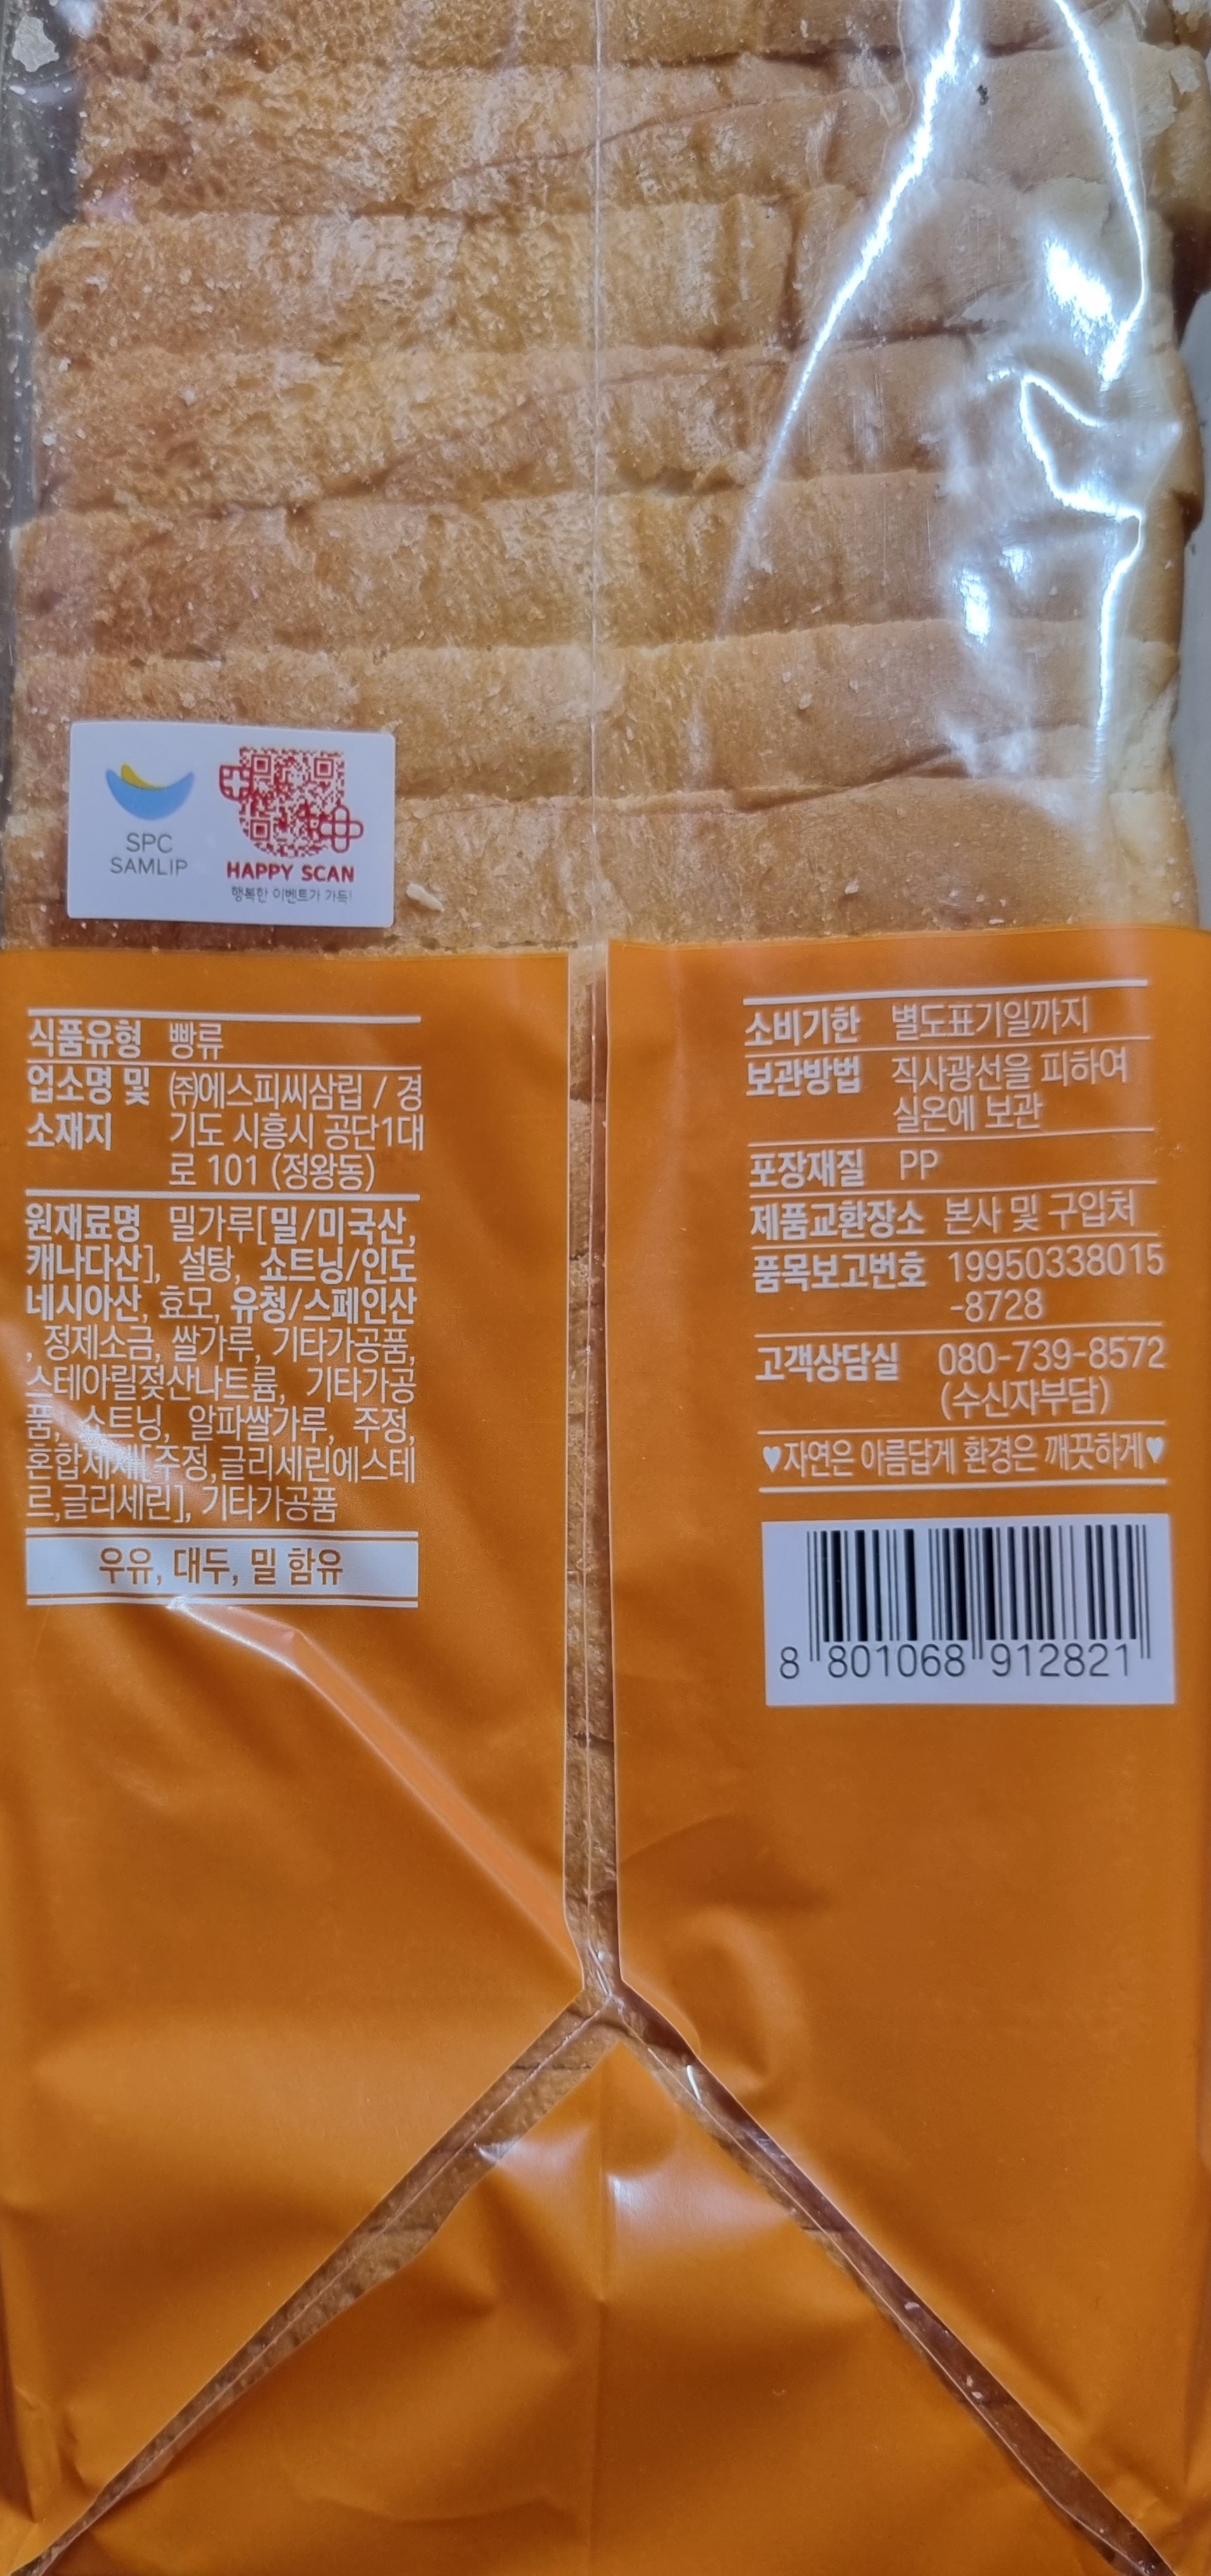 SPC
SAMLIP
HAPPY SCAN
행복한 이벤트가 가득!
식품유형 빵류
업소명 및 ㈜에스피씨삼립 / 경
소재지 기도 시흥시 공단1대
로 101 (정왕동)
원재료명 밀가루[밀/미국산,
캐나다산], 설탕, 쇼트닝/인도
네시아산, 효모, 유청/스페인산
, 정제소금, 쌀가루, 기타가공품,
스테아릴젖산나트륨, 기타가공
품, 쇼트닝, 알파쌀가루, 주정,
혼합제제[주정,글리세린에스테
르,글리세린], 기타가공품
우유, 대두, 밀 함유
소비기한 별도표기일까지
보관방법 직사광선을 피하여
실온에 보관
포장재질 PP
제품교환장소 본사 및 구입처
품목보고번호 19950338015
-8728
고객상담실 080-739-8572
(수신자부담)
♥자연은 아름답게 환경은 깨끗하게♥
8 801068 912821